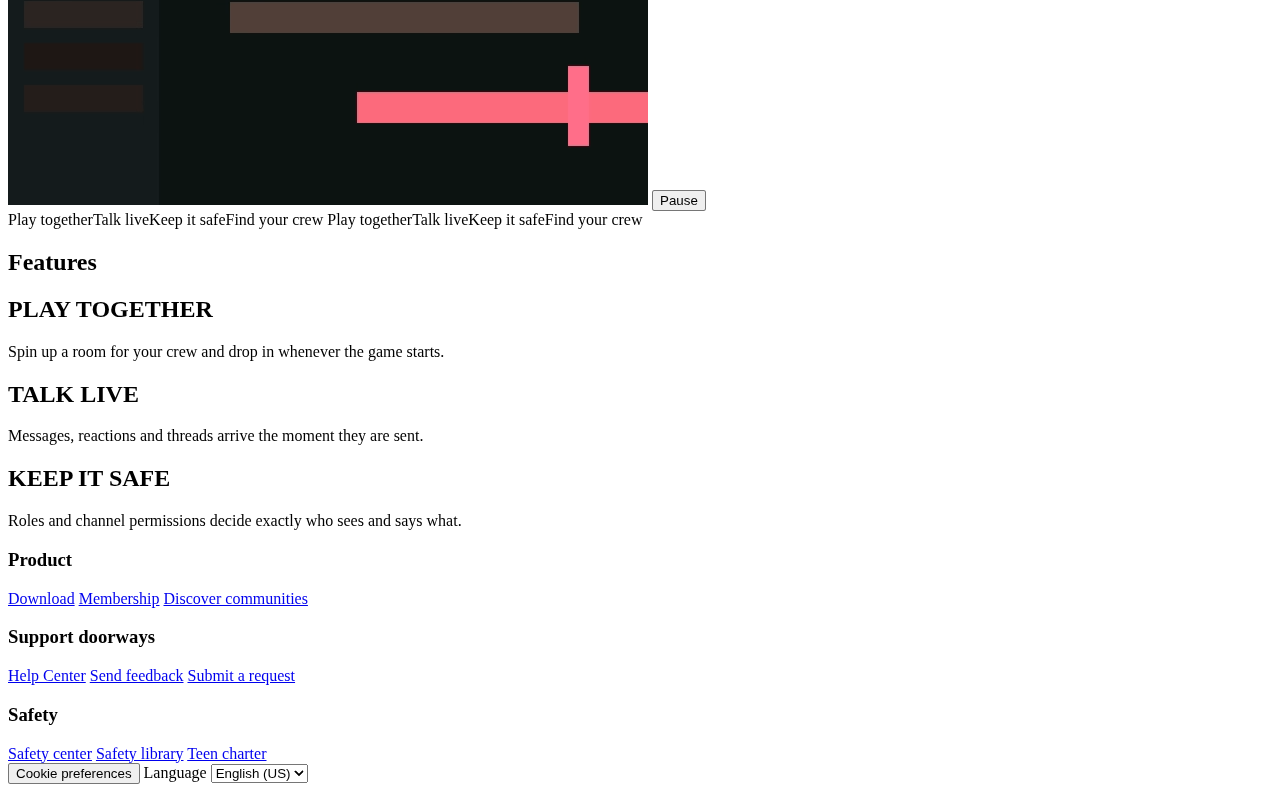 Pause
Play togetherTalk liveKeep it safeFind your crew Play togetherTalk liveKeep it safeFind your crew
Features
PLAY TOGETHER
Spin up a room for your crew and drop in whenever the game starts.
TALK LIVE
Messages, reactions and threads arrive the moment they are sent.
KEEP IT SAFE
Roles and channel permissions decide exactly who sees and says what.
Product
Download Membership Discover communities
Support doorways
Help Center Send feedback Submit a request
Safety
Safety center Safety library Teen charter
Cookie preferences Language English (US)